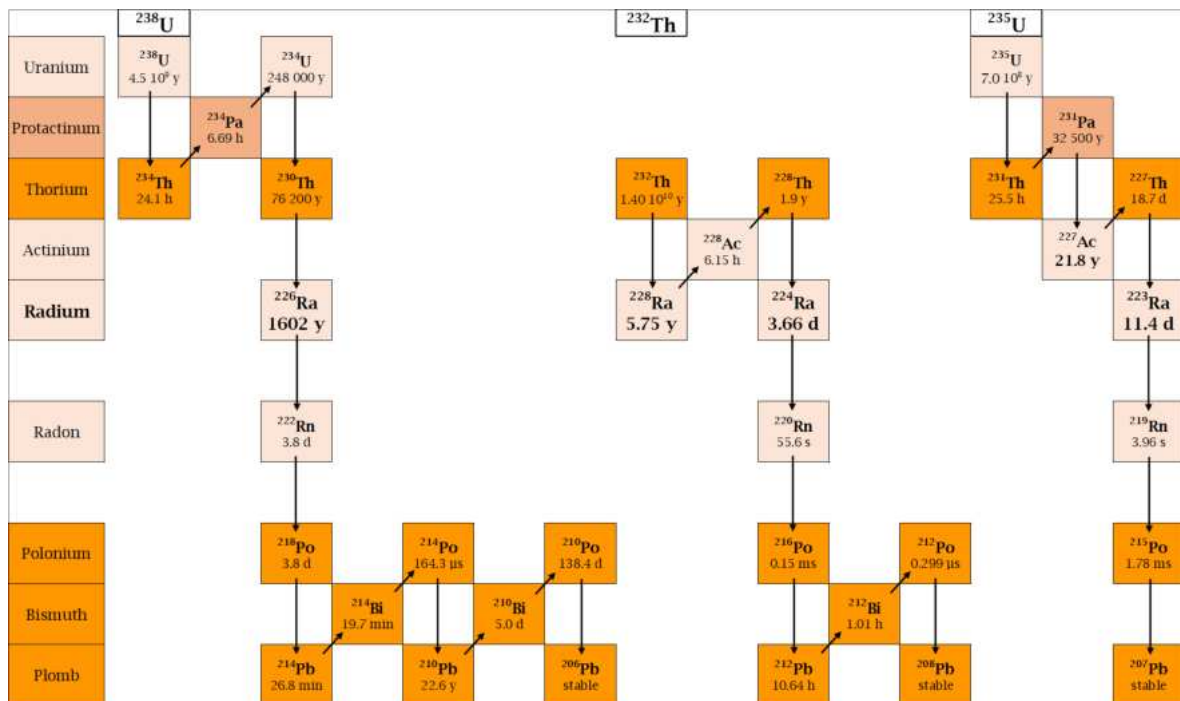 ²³⁸U ²³²Th ²³⁵U
Uranium
²³⁸U
4.5 10⁹ y
²³⁴U
248 000 y
²³⁵U
7.0 10⁸ y
Protactinum
²³⁴Pa
6.69 h
²³¹Pa
32 500 y
Thorium
²³⁴Th
24.1 h
²³⁰Th
76 200 y
²³²Th
1.40 10¹⁰ y
²²⁸Th
1.9 y
²³¹Th
25.5 h
²²⁷Th
18.7 d
Actinium
²²⁸Ac
6.15 h
²²⁷Ac
21.8 y
Radium
²²⁶Ra
1602 y
²²⁸Ra
5.75 y
²²⁴Ra
3.66 d
²²³Ra
11.4 d
Radon
²²²Rn
3.8 d
²²⁰Rn
55.6 s
²¹⁹Rn
3.96 s
Polonium
²¹⁸Po
3.8 d
²¹⁴Po
164.3 µs
²¹⁰Po
138.4 d
²¹⁶Po
0.15 ms
²¹²Po
0.299 µs
²¹⁵Po
1.78 ms
Bismuth
²¹⁴Bi
19.7 min
²¹⁰Bi
5.0 d
²¹²Bi
1.01 h
Plomb
²¹⁴Pb
26.8 min
²¹⁰Pb
22.6 y
²⁰⁶Pb
stable
²¹²Pb
10.64 h
²⁰⁸Pb
stable
²⁰⁷Pb
stable